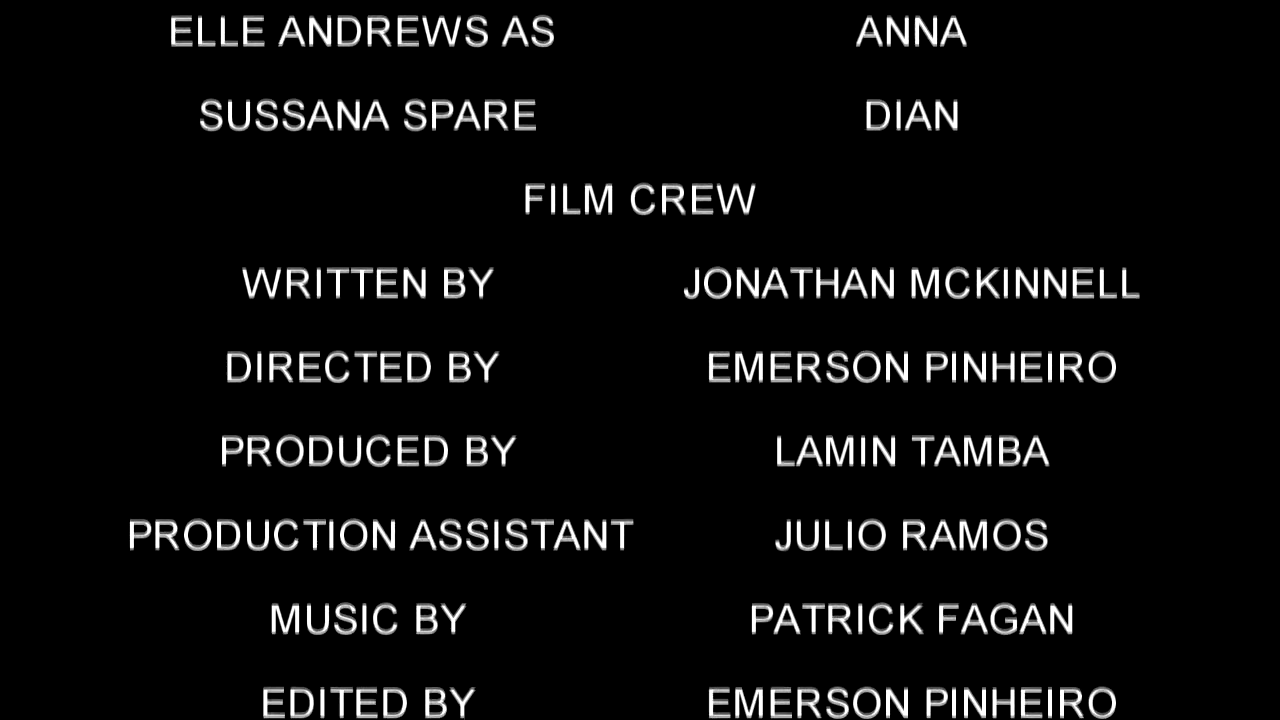 ELLE ANDREWS AS ANNA
SUSSANA SPARE DIAN
FILM CREW
WRITTEN BY JONATHAN MCKINNELL
DIRECTED BY EMERSON PINHEIRO
PRODUCED BY LAMIN TAMBA
PRODUCTION ASSISTANT JULIO RAMOS
MUSIC BY PATRICK FAGAN
EDITED BY EMERSON PINHEIRO